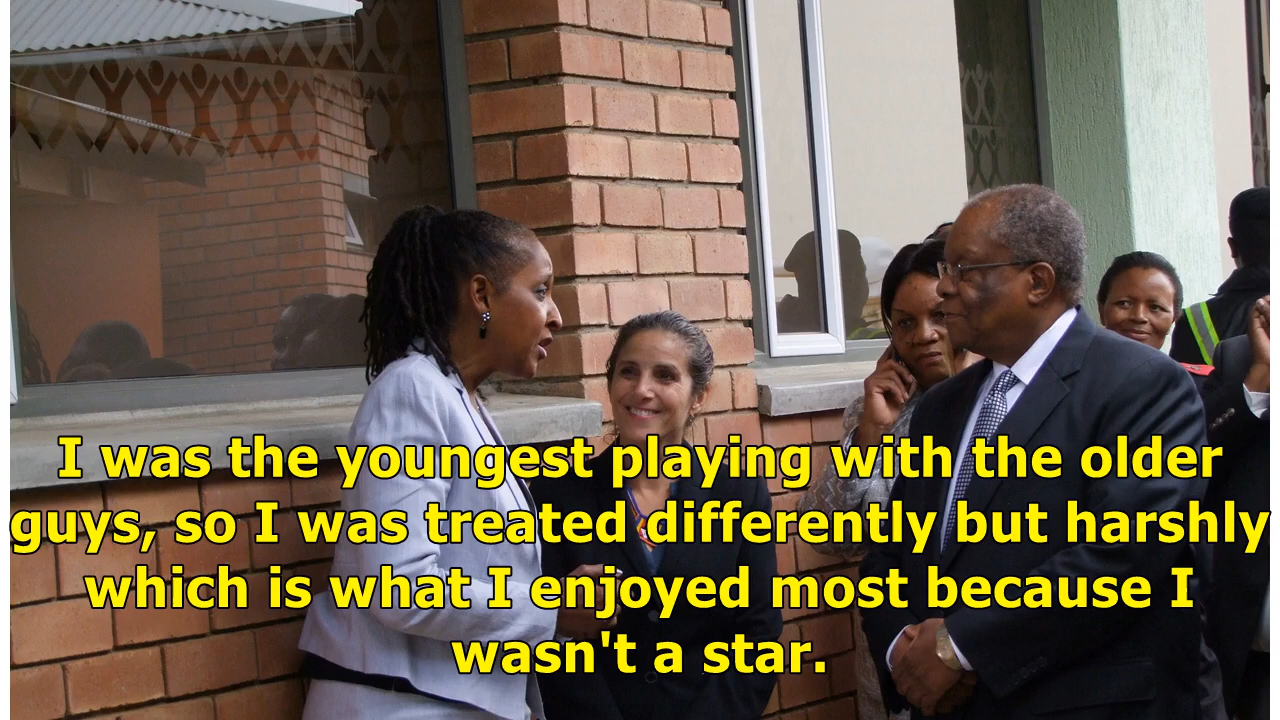 I was the youngest playing with the older
guys, so I was treated differently but harshly
which is what I enjoyed most because I
wasn't a star.